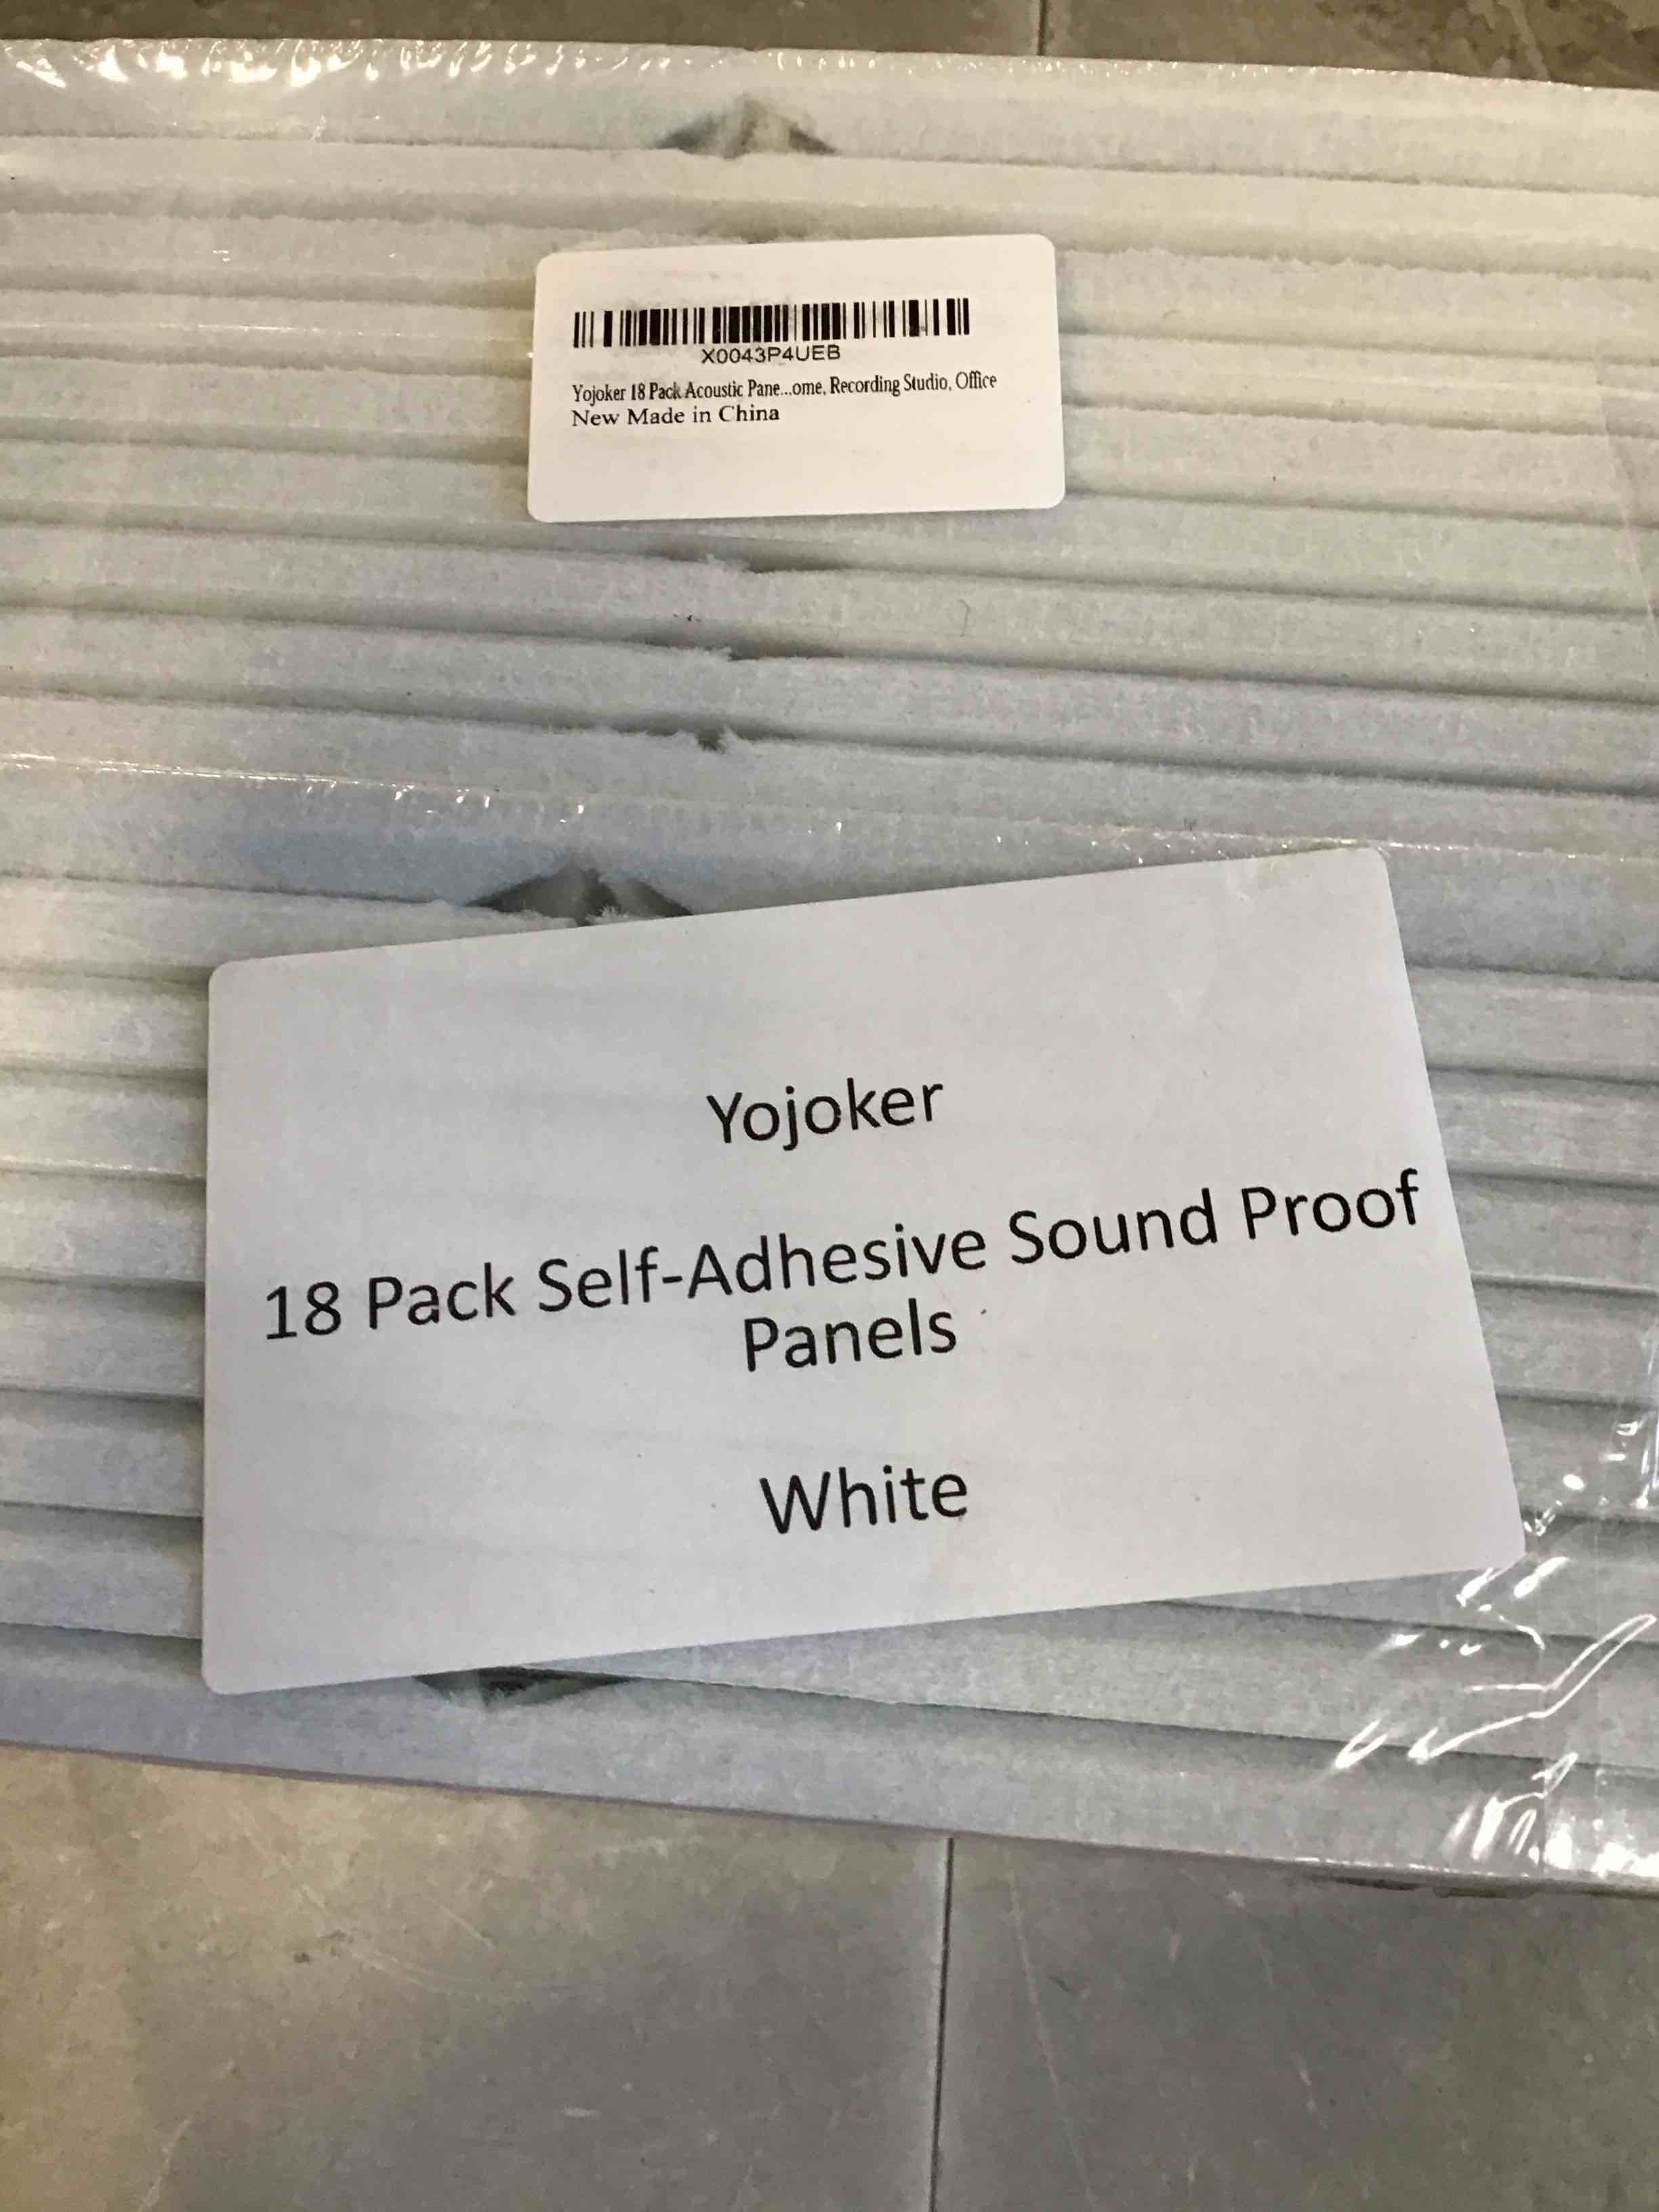 X0043P4UEB
Yojoker 18 Pack Acoustic Pane...ome, Recording Studio, Office
New Made in China
Yojoker
18 Pack Self-Adhesive Sound Proof
Panels
White